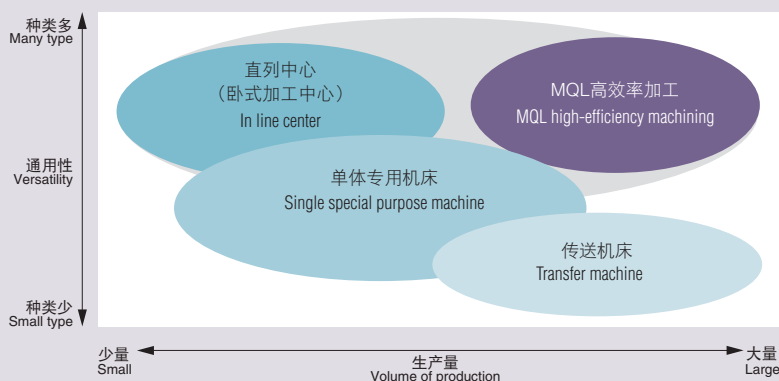 种类多
Many type
直列中心
（卧式加工中心）
In line center
MQL高效率加工
MQL high-efficiency machining
通用性
Versatility
单体专用机床
Single special purpose machine
传送机床
Transfer machine
种类少
Small type
少量
Small
生产量
Volume of production
大量
Large